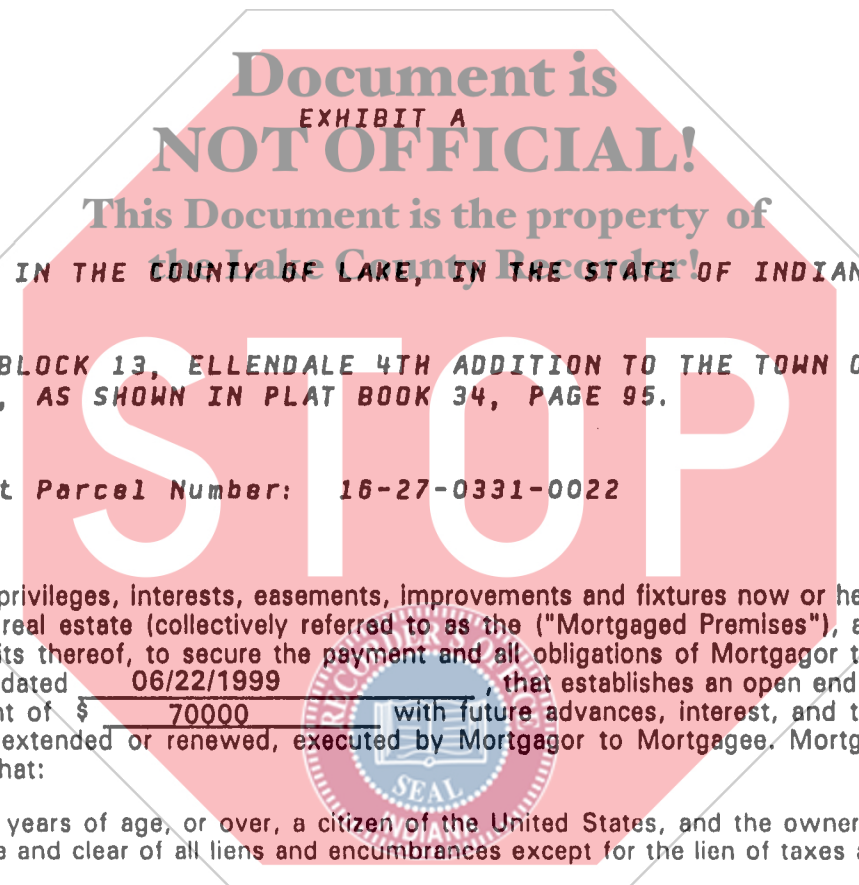 Document is
EXHIBIT A
NOT OFFICIAL!
This Document is the property of
the Lake County Recorder!
IN THE COUNTY OF LAKE, IN THE STATE OF INDIAN
BLOCK 13, ELLENDALE 4TH ADDITION TO THE TOWN O
, AS SHOWN IN PLAT BOOK 34, PAGE 95.
STOP
t Parcel Number: 16-27-0331-0022
privileges, interests, easements, improvements and fixtures now or he
real estate (collectively referred to as the ("Mortgaged Premises"), a
its thereof, to secure the payment and all obligations of Mortgagor t
dated 06/22/1999 , that establishes an open end
nt of $ 70000 with future advances, interest, and t
extended or renewed, executed by Mortgagor to Mortgagee. Mortg
hat:
SEAL
INDIANA
years of age, or over, a citizen of the United States, and the owner
e and clear of all liens and encumbrances except for the lien of taxes a